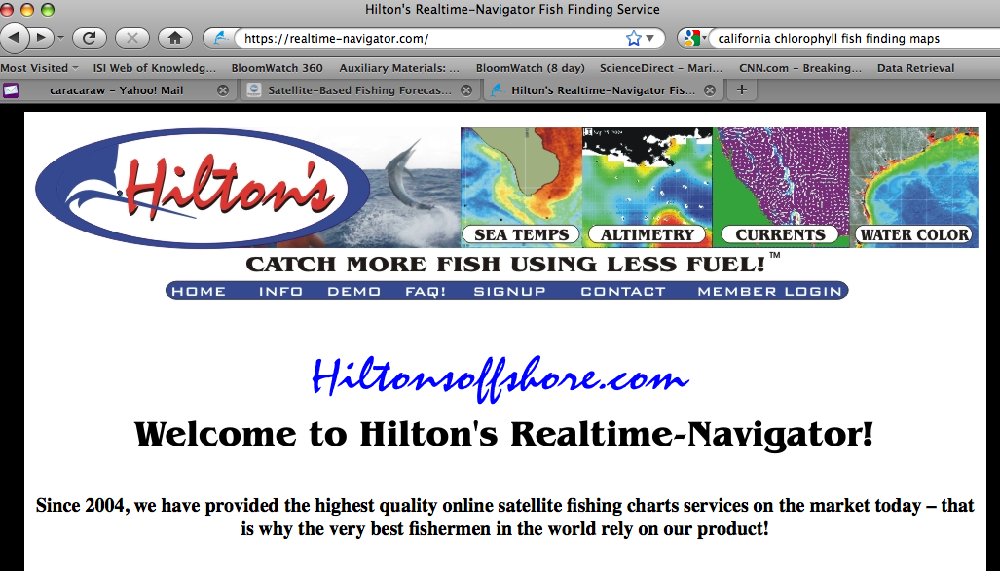 Hilton's Realtime-Navigator Fish Finding Service
https://realtime-navigator.com/
california chlorophyll fish finding maps
Most Visited ISI Web of Knowledg... BloomWatch 360 Auxiliary Materials: ... BloomWatch (8 day) ScienceDirect – Mari... CNN.com – Breaking... Data Retrieval
caracaraw – Yahoo! Mail Satellite-Based Fishing Forecas... Hilton's Realtime-Navigator Fis...
Hilton's
SEA TEMPS ALTIMETRY CURRENTS WATER COLOR
CATCH MORE FISH USING LESS FUEL!™
HOME INFO DEMO FAQ! SIGNUP CONTACT MEMBER LOGIN
Hiltonsoffshore.com
Welcome to Hilton's Realtime-Navigator!
Since 2004, we have provided the highest quality online satellite fishing charts services on the market today – that
is why the very best fishermen in the world rely on our product!